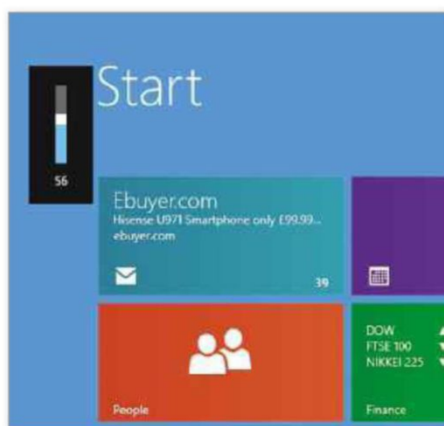 Start
56
Ebuyer.com
Hisense U971 Smartphone only £99.99...
ebuyer.com
39
People
DOW
FTSE 100
NIKKEI 225
Finance